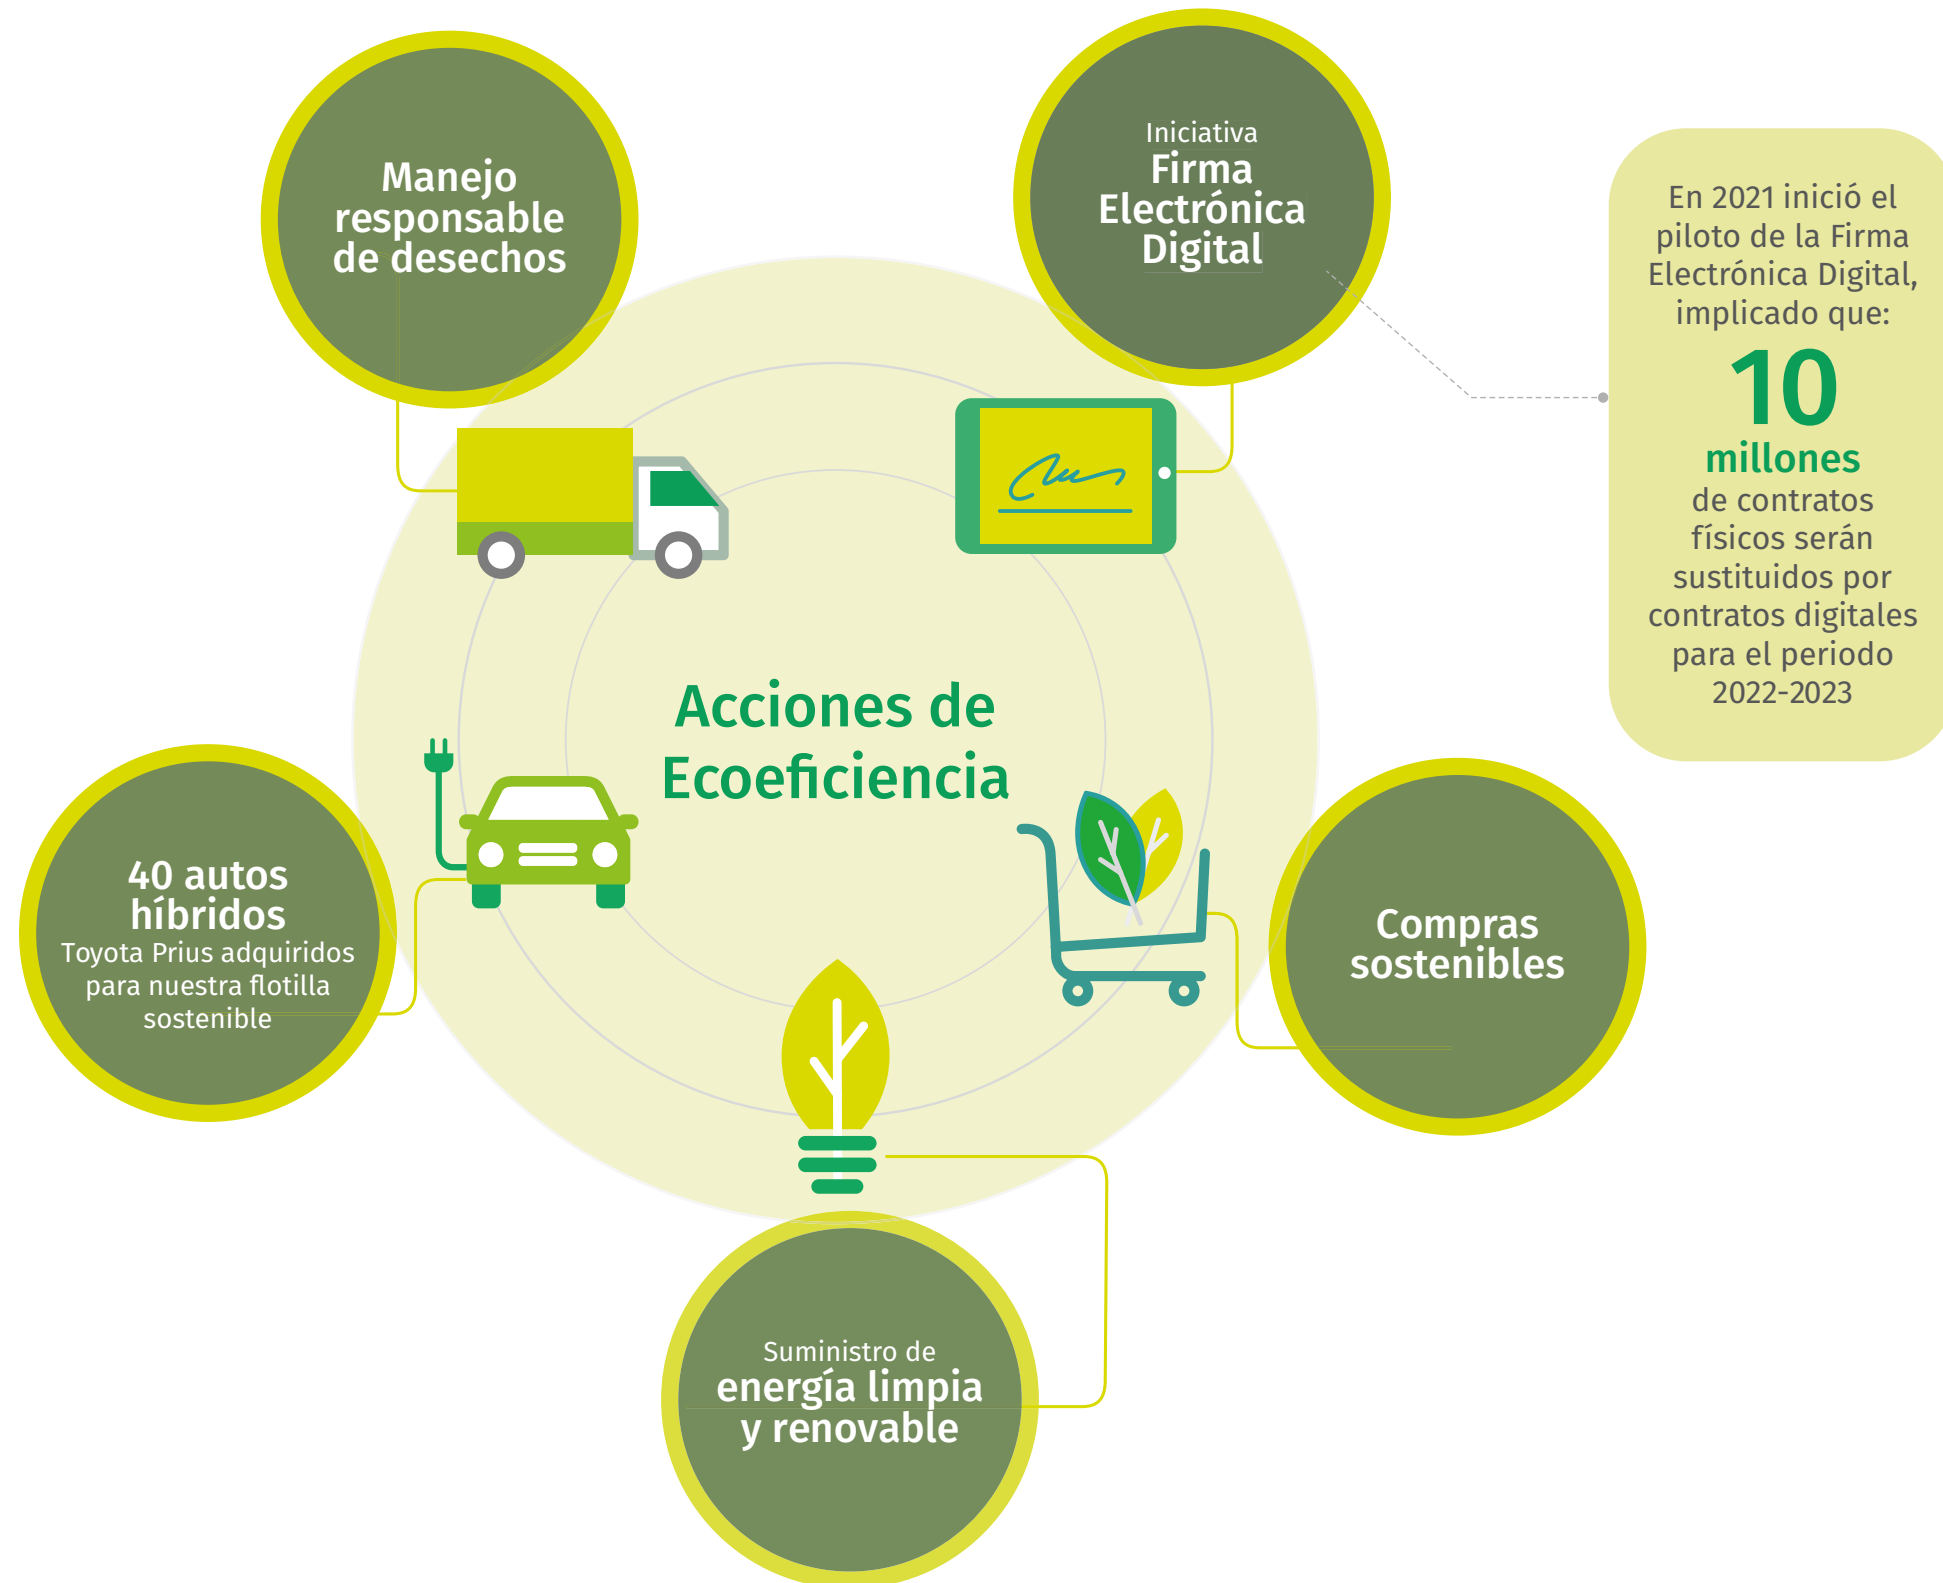 Manejo
responsable
de desechos
Iniciativa
Firma
Electrónica
Digital
En 2021 inició el
piloto de la Firma
Electrónica Digital,
implicado que:
10
millones
de contratos
físicos serán
sustituidos por
contratos digitales
para el periodo
2022-2023
Acciones de
Ecoeficiencia
40 autos
híbridos
Toyota Prius adquiridos
para nuestra flotilla
sostenible
Compras
sostenibles
Suministro de
energía limpia
y renovable